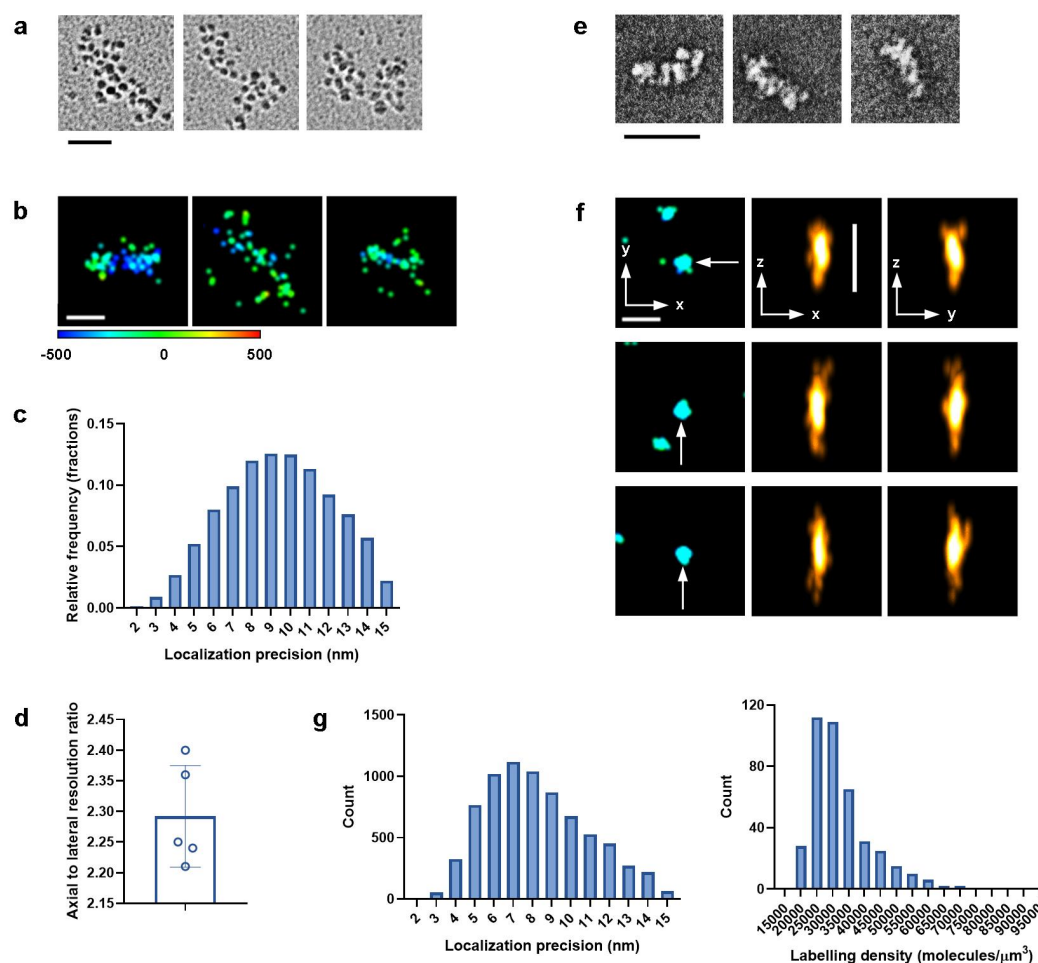 a
b
-500 0 500
c
Relative frequency (fractions)
0.15
0.10
0.05
0.00
2 3 4 5 6 7 8 9 10 11 12 13 14 15
Localization precision (nm)
d
Axial to lateral resolution ratio
2.45
2.40
2.35
2.30
2.25
2.20
2.15
e
f
y
x
z
x
z
y
g
Count
1500
1000
500
0
2 3 4 5 6 7 8 9 10 11 12 13 14 15
Localization precision (nm)
Count
120
80
40
0
15000 20000 25000 30000 35000 40000 45000 50000 55000 60000 65000 70000 75000 80000 85000 90000 95000
Labelling density (molecules/μm³)